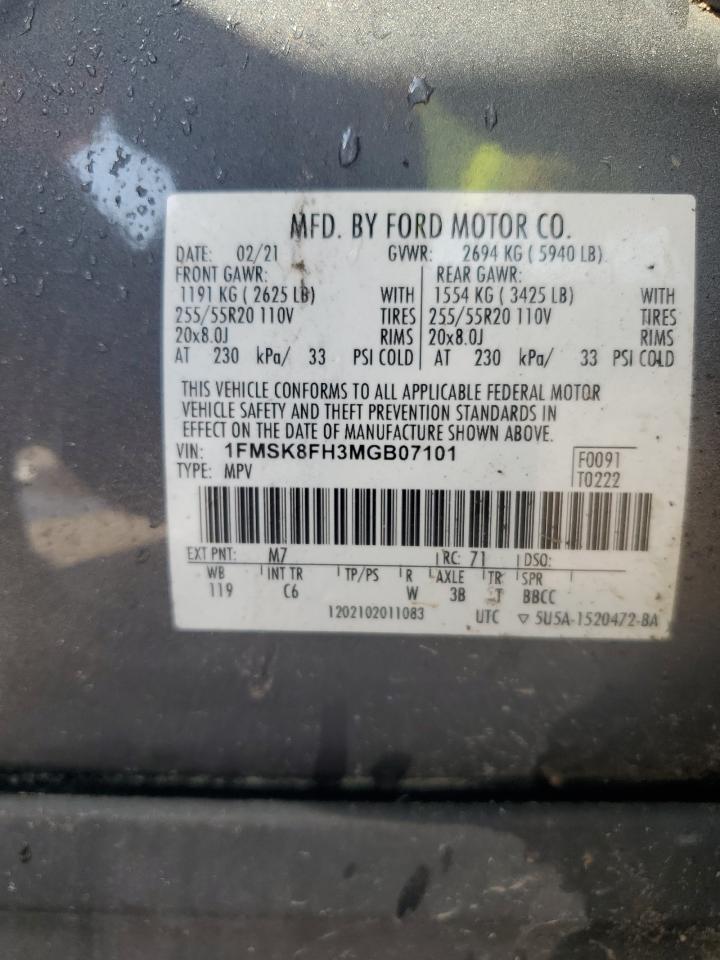 MFD. BY FORD MOTOR CO.
DATE: 02/21 GVWR: 2694 KG ( 5940 LB)
FRONT GAWR: REAR GAWR:
1191 KG ( 2625 LB) WITH 1554 KG ( 3425 LB) WITH
255/55R20 110V TIRES 255/55R20 110V TIRES
20x8.0J RIMS 20x8.0J RIMS
AT 230 kPa/ 33 PSI COLD AT 230 kPa/ 33 PSI COLD
THIS VEHICLE CONFORMS TO ALL APPLICABLE FEDERAL MOTOR
VEHICLE SAFETY AND THEFT PREVENTION STANDARDS IN
EFFECT ON THE DATE OF MANUFACTURE SHOWN ABOVE.
VIN: 1FMSK8FH3MGB07101 F0091
TYPE: MPV T0222
EXT PNT: M7 RC: 71 DSO:
WB INT TR TP/PS R AXLE TR SPR
119 C6 W 3B T BBCC
1202102011083 UTC ▽ 5U5A-1520472-BA